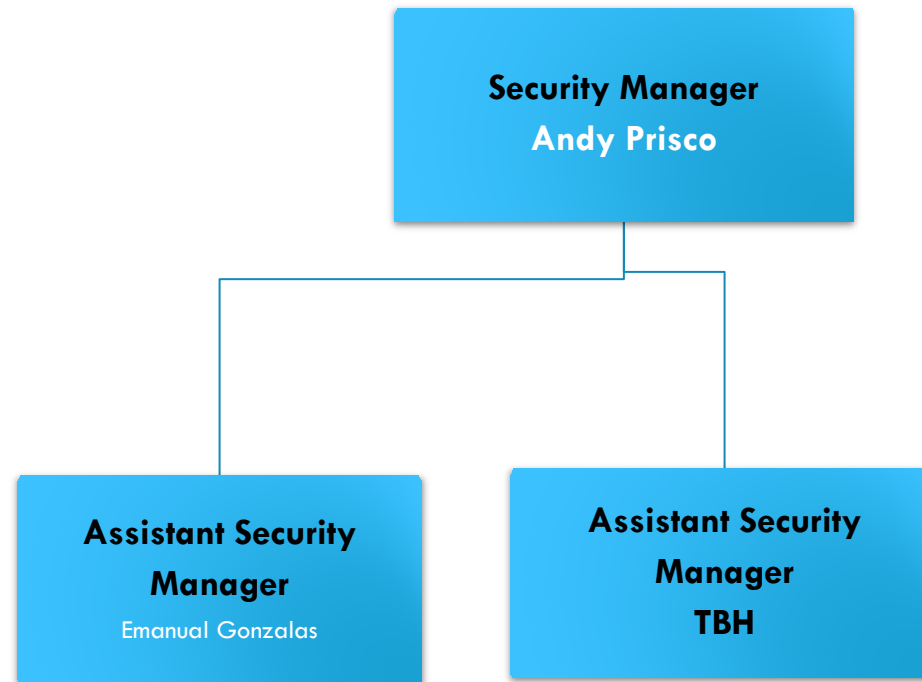 Security Manager
Andy Prisco
Assistant Security
Manager
Emanual Gonzalas
Assistant Security
Manager
TBH